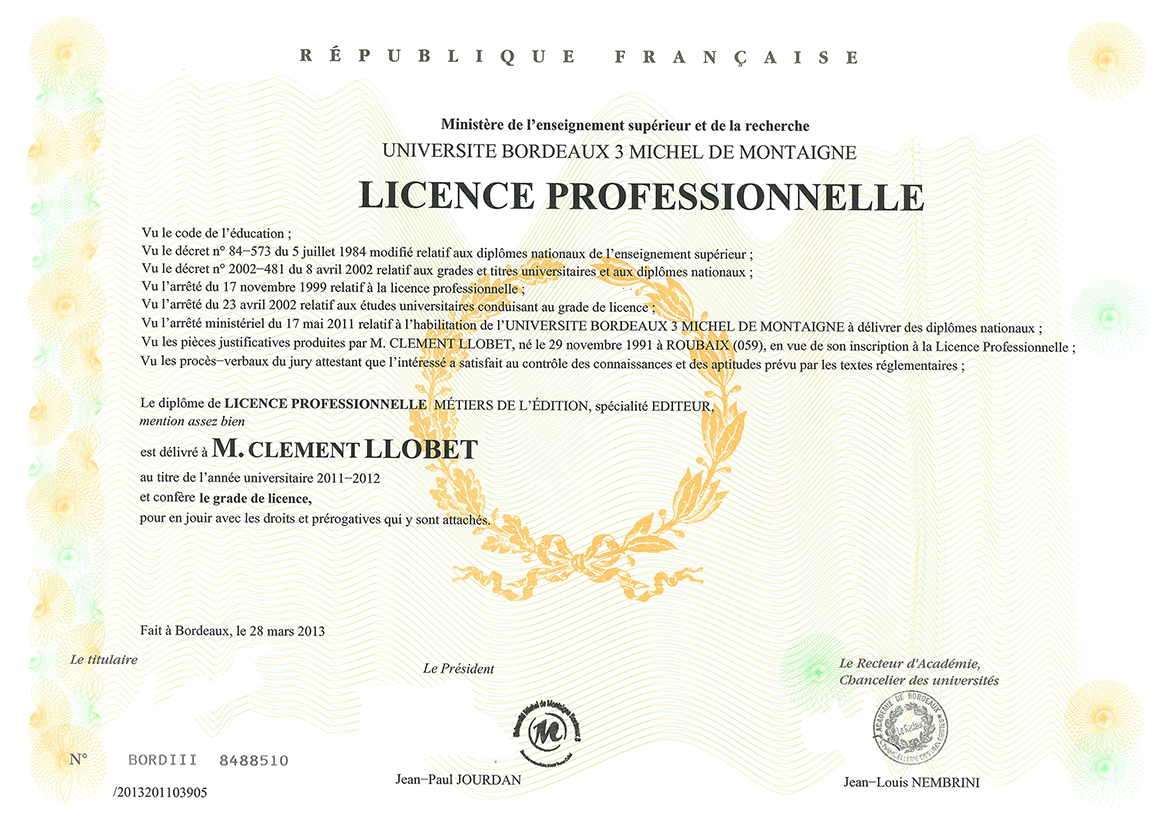 RÉPUBLIQUE FRANÇAISE
Ministère de l'enseignement supérieur et de la recherche
UNIVERSITE BORDEAUX 3 MICHEL DE MONTAIGNE
LICENCE PROFESSIONNELLE
Vu le code de l'éducation ;
Vu le décret n° 84−573 du 5 juillet 1984 modifié relatif aux diplômes nationaux de l'enseignement supérieur ;
Vu le décret n° 2002−481 du 8 avril 2002 relatif aux grades et titres universitaires et aux diplômes nationaux ;
Vu l'arrêté du 17 novembre 1999 relatif à la licence professionnelle ;
Vu l'arrêté du 23 avril 2002 relatif aux études universitaires conduisant au grade de licence ;
Vu l'arrêté ministériel du 17 mai 2011 relatif à l'habilitation de l'UNIVERSITE BORDEAUX 3 MICHEL DE MONTAIGNE à délivrer des diplômes nationaux ;
Vu les pièces justificatives produites par M. CLEMENT LLOBET, né le 29 novembre 1991 à ROUBAIX (059), en vue de son inscription à la Licence Professionnelle ;
Vu les procès−verbaux du jury attestant que l'intéressé a satisfait au contrôle des connaissances et des aptitudes prévu par les textes réglementaires ;
Le diplôme de LICENCE PROFESSIONNELLE MÉTIERS DE L'ÉDITION, spécialité EDITEUR,
mention assez bien
est délivré à M. CLEMENT LLOBET
au titre de l'année universitaire 2011−2012
et confère le grade de licence,
pour en jouir avec les droits et prérogatives qui y sont attachés.
Fait à Bordeaux, le 28 mars 2013
Le titulaire
Le Président
Le Recteur d'Académie,
Chancelier des universités
Université Michel de Montaigne Bordeaux 3
M
ACADEMIE DE BORDEAUX
Le Recteur
Jean−Paul JOURDAN
Jean−Louis NEMBRINI
N° BORDIII 8488510
/2013201103905